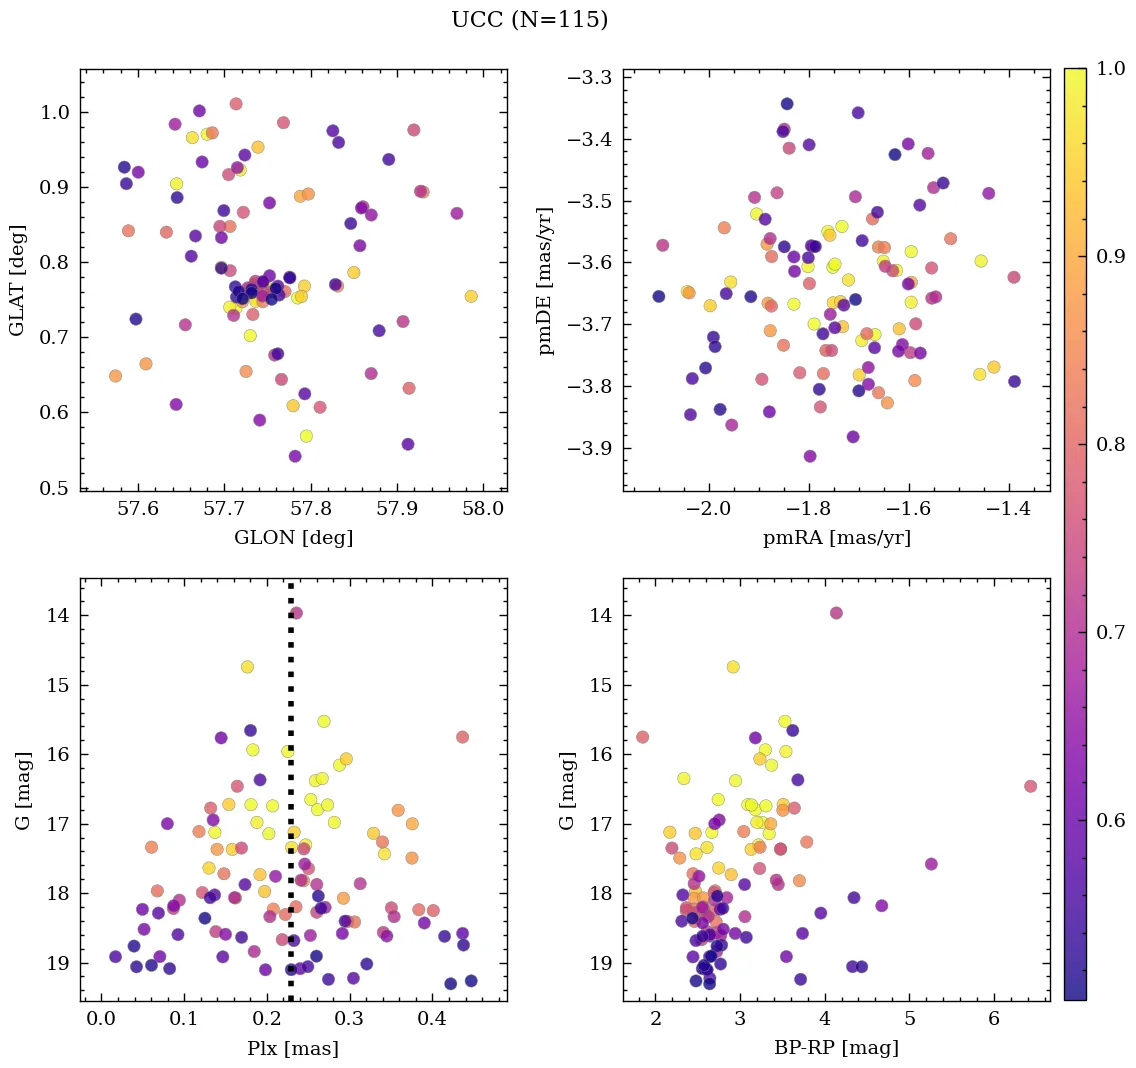 UCC (N=115)
1.0
0.9
0.8
0.7
0.6
0.5
GLAT [deg]
57.6 57.7 57.8 57.9 58.0
GLON [deg]
−3.3
−3.4
−3.5
−3.6
−3.7
−3.8
−3.9
pmDE [mas/yr]
−2.0 −1.8 −1.6 −1.4
pmRA [mas/yr]
14
15
16
17
18
19
G [mag]
0.0 0.1 0.2 0.3 0.4
Plx [mas]
14
15
16
17
18
19
G [mag]
2 3 4 5 6
BP-RP [mag]
1.0
0.9
0.8
0.7
0.6